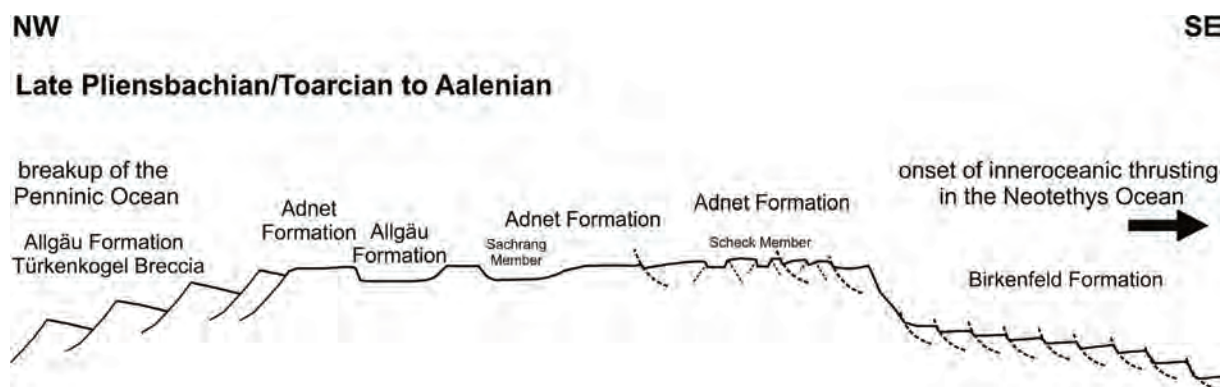 NW
SE
Late Pliensbachian/Toarcian to Aalenian
breakup of the
Penninic Ocean
onset of inneroceanic thrusting
in the Neotethys Ocean
Allgäu Formation
Türkenkogel Breccia
Adnet
Formation
Allgäu
Formation
Adnet Formation
Sachrang
Member
Adnet Formation
Scheck Member
Birkenfeld Formation